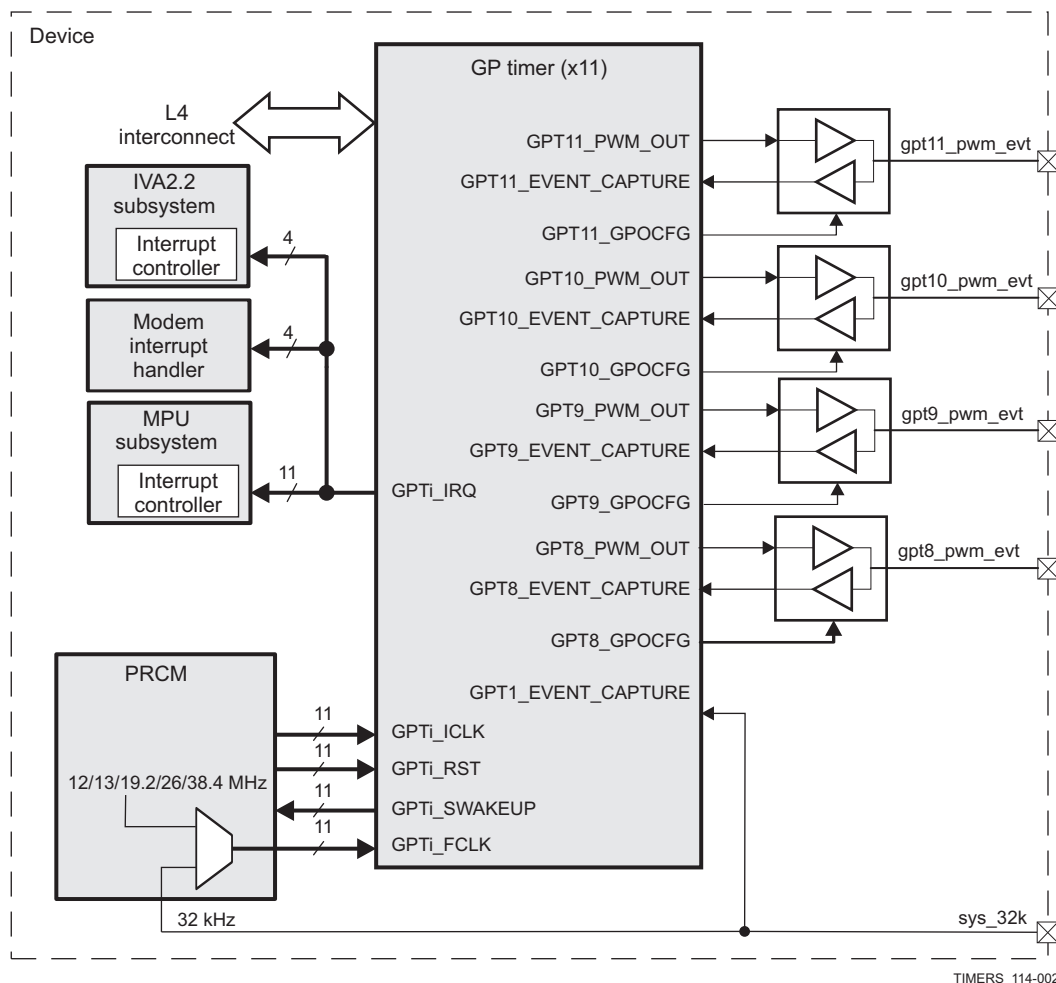 Device
GP timer (x11)
L4
interconnect
IVA2.2
subsystem
Interrupt
controller
4
Modem
interrupt
handler
4
MPU
subsystem
Interrupt
controller
11
GPTi_IRQ
GPT11_PWM_OUT
GPT11_EVENT_CAPTURE
GPT11_GPOCFG
gpt11_pwm_evt
GPT10_PWM_OUT
GPT10_EVENT_CAPTURE
GPT10_GPOCFG
gpt10_pwm_evt
GPT9_PWM_OUT
GPT9_EVENT_CAPTURE
GPT9_GPOCFG
gpt9_pwm_evt
GPT8_PWM_OUT
GPT8_EVENT_CAPTURE
GPT8_GPOCFG
gpt8_pwm_evt
GPT1_EVENT_CAPTURE
PRCM
12/13/19.2/26/38.4 MHz
11
GPTi_ICLK
11
GPTi_RST
11
GPTi_SWAKEUP
11
GPTi_FCLK
32 kHz
sys_32k
TIMERS_114-002